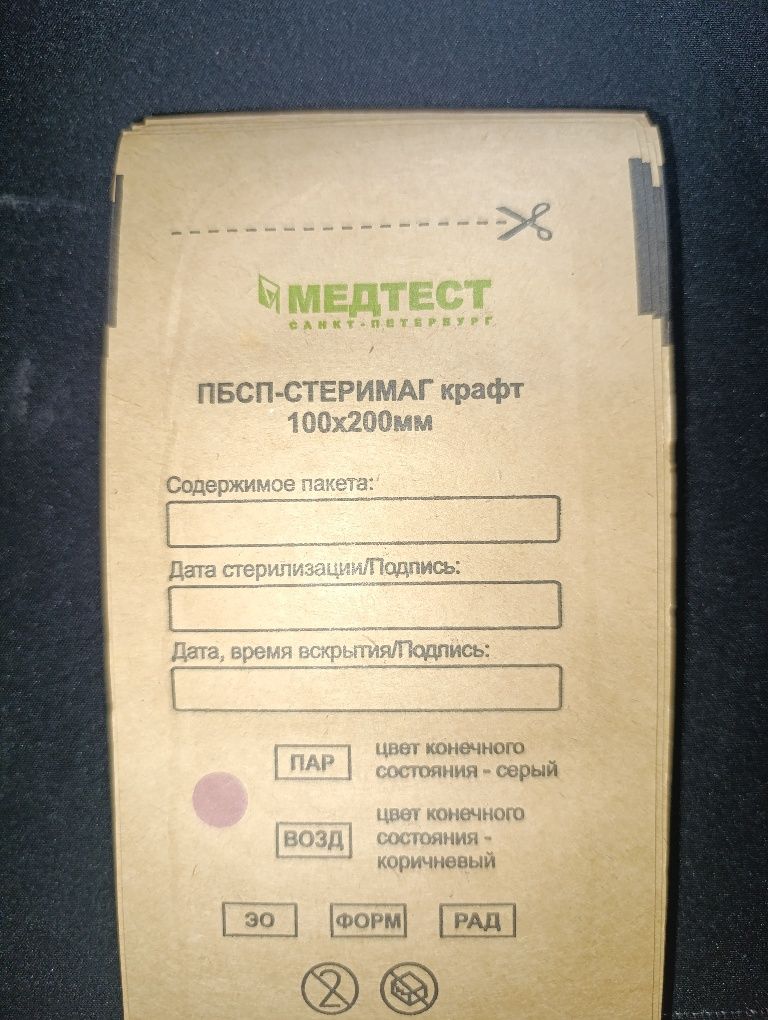 МЕДТЕСТ
САНКТ-ПЕТЕРБУРГ
ПБСП-СТЕРИМАГ крафт
100х200мм
Содержимое пакета:
Дата стерилизации/Подпись:
Дата, время вскрытия/Подпись:
ПАР
цвет конечного
состояния - серый
ВОЗД
цвет конечного
состояния -
коричневый
ЭО ФОРМ РАД
2